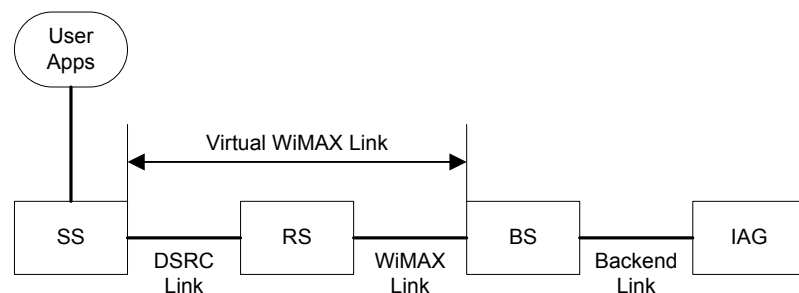 User
Apps
Virtual WiMAX Link
SS
RS
BS
IAG
DSRC
Link
WiMAX
Link
Backend
Link